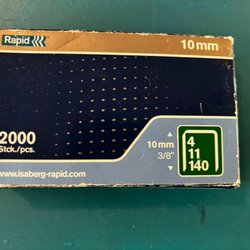 Rapid
10mm
2000
Stck./pcs.
10mm
3/8"
4
11
140
www.isaberg-rapid.com